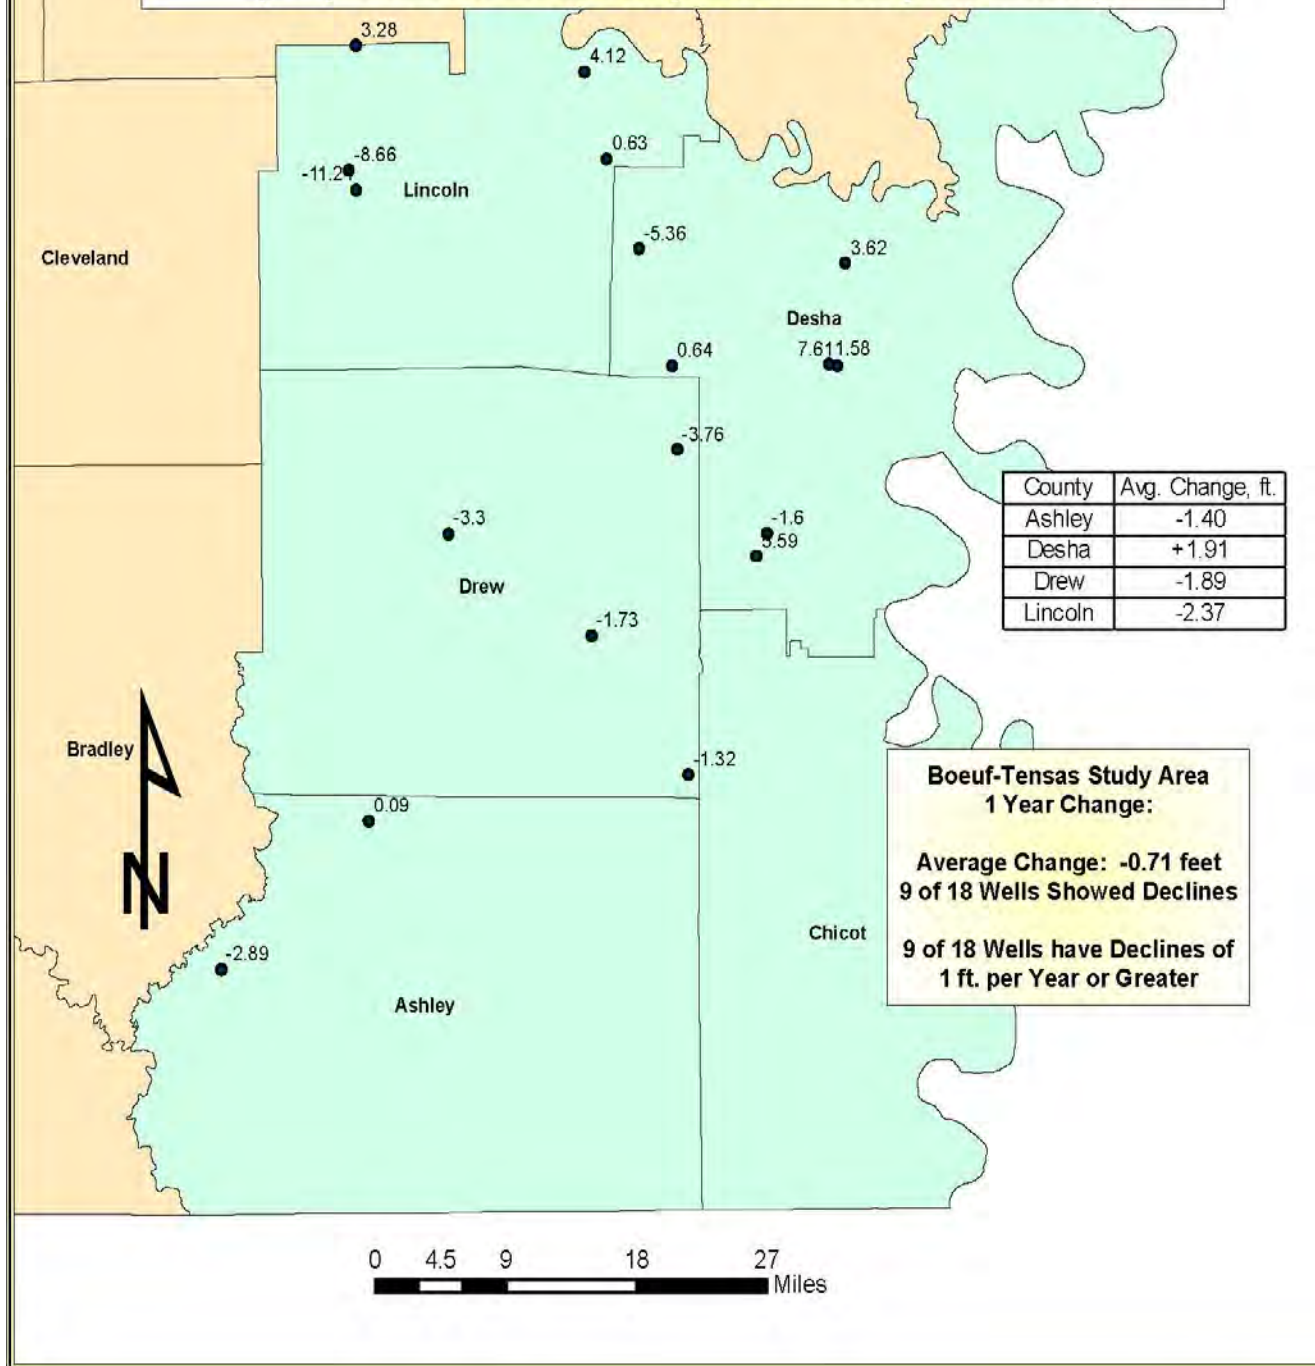 3.28
4.12
0.63
-8.66
Lincoln
-5.36
Cleveland
3.62
Desha
0.64
7.611.58
-3.76
-3.3
-1.6
Drew
-1.73
County Avg. Change, ft.
Ashley -1.40
Desha +1.91
Drew -1.89
Lincoln -2.37
Bradley
N
-1.32
0.09
-2.89
Ashley
Chicot
Boeuf-Tensas Study Area
1 Year Change:
Average Change: -0.71 feet
9 of 18 Wells Showed Declines
9 of 18 Wells have Declines of
1 ft. per Year or Greater
0 4.5 9 18 27
Miles